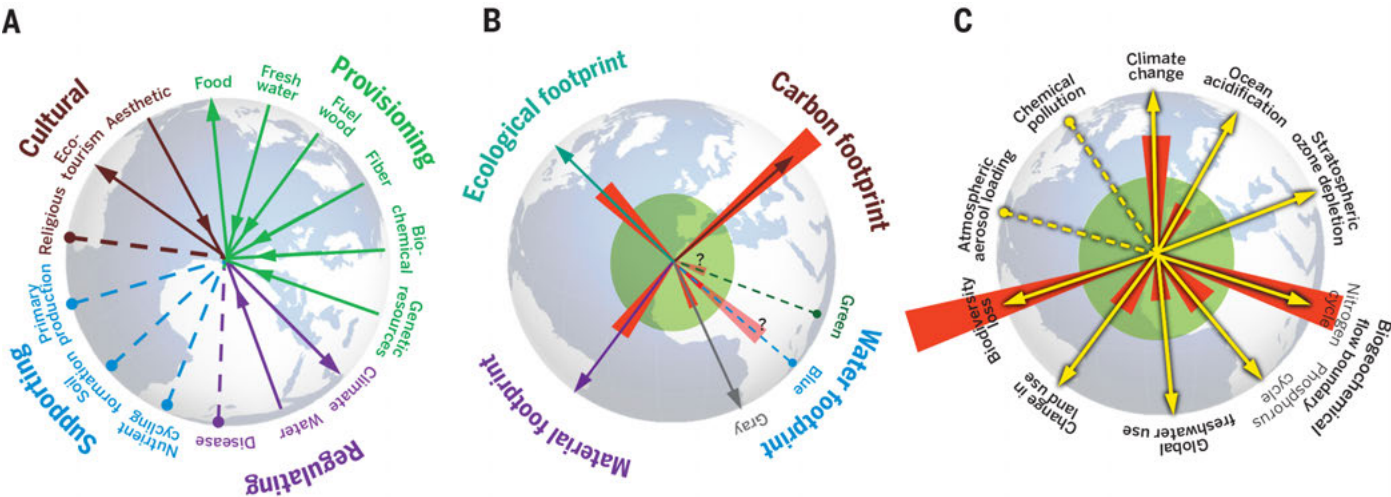 A
Cultural
Religious
Eco-
tourism
Aesthetic
Food
Fresh
water
Fuel
wood
Fiber
Bio-
chemical
resources
Genetic
resources
Provisioning
Climate
Water
Disease
Regulating
Nutrient
cycling
Soil
formation
Primary
production
Supporting
B
Ecological footprint
Carbon footprint
?
?
Green
Blue
Gray
Water footprint
Material footprint
C
Climate
change
Ocean
acidification
Stratospheric
ozone depletion
Nitrogen
cycle
Biogeochemical
flow boundary
Phosphorus
cycle
Global
freshwater use
Change in
land use
Biodiversity
loss
Atmospheric
aerosol loading
Chemical
pollution